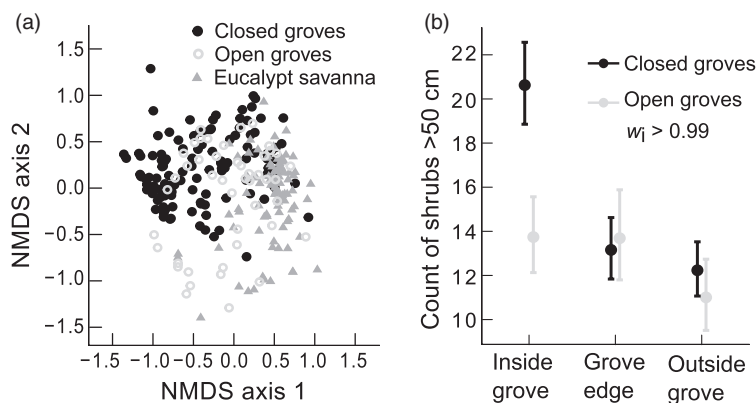 (a)
Closed groves
Open groves
Eucalypt savanna
1.5
1.0
0.5
0.0
−0.5
−1.0
−1.5
NMDS axis 2
−1.5 −1.0 −0.5 0.0 0.5 1.0 1.5
NMDS axis 1
(b)
22
20
18
16
14
12
10
Count of shrubs >50 cm
Closed groves
Open groves
wi > 0.99
Inside grove
Grove edge
Outside grove